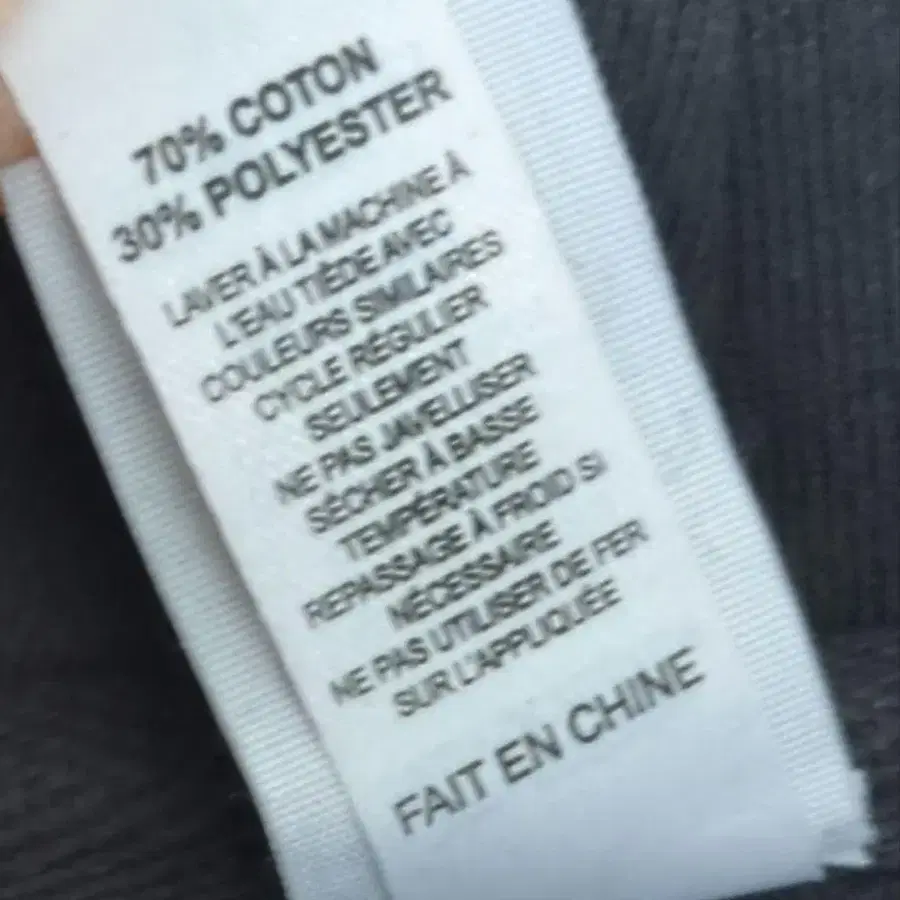 70% COTON
30% POLYESTER
LAVER À LA MACHINE À
L'EAU TIÈDE AVEC
COULEURS SIMILAIRES
CYCLE RÉGULIER
SEULEMENT
NE PAS JAVELLISER
SÉCHER À BASSE
TEMPÉRATURE
REPASSAGE À FROID SI
NÉCESSAIRE
NE PAS UTILISER DE FER
SUR L'APPLIQUÉE
FAIT EN CHINE